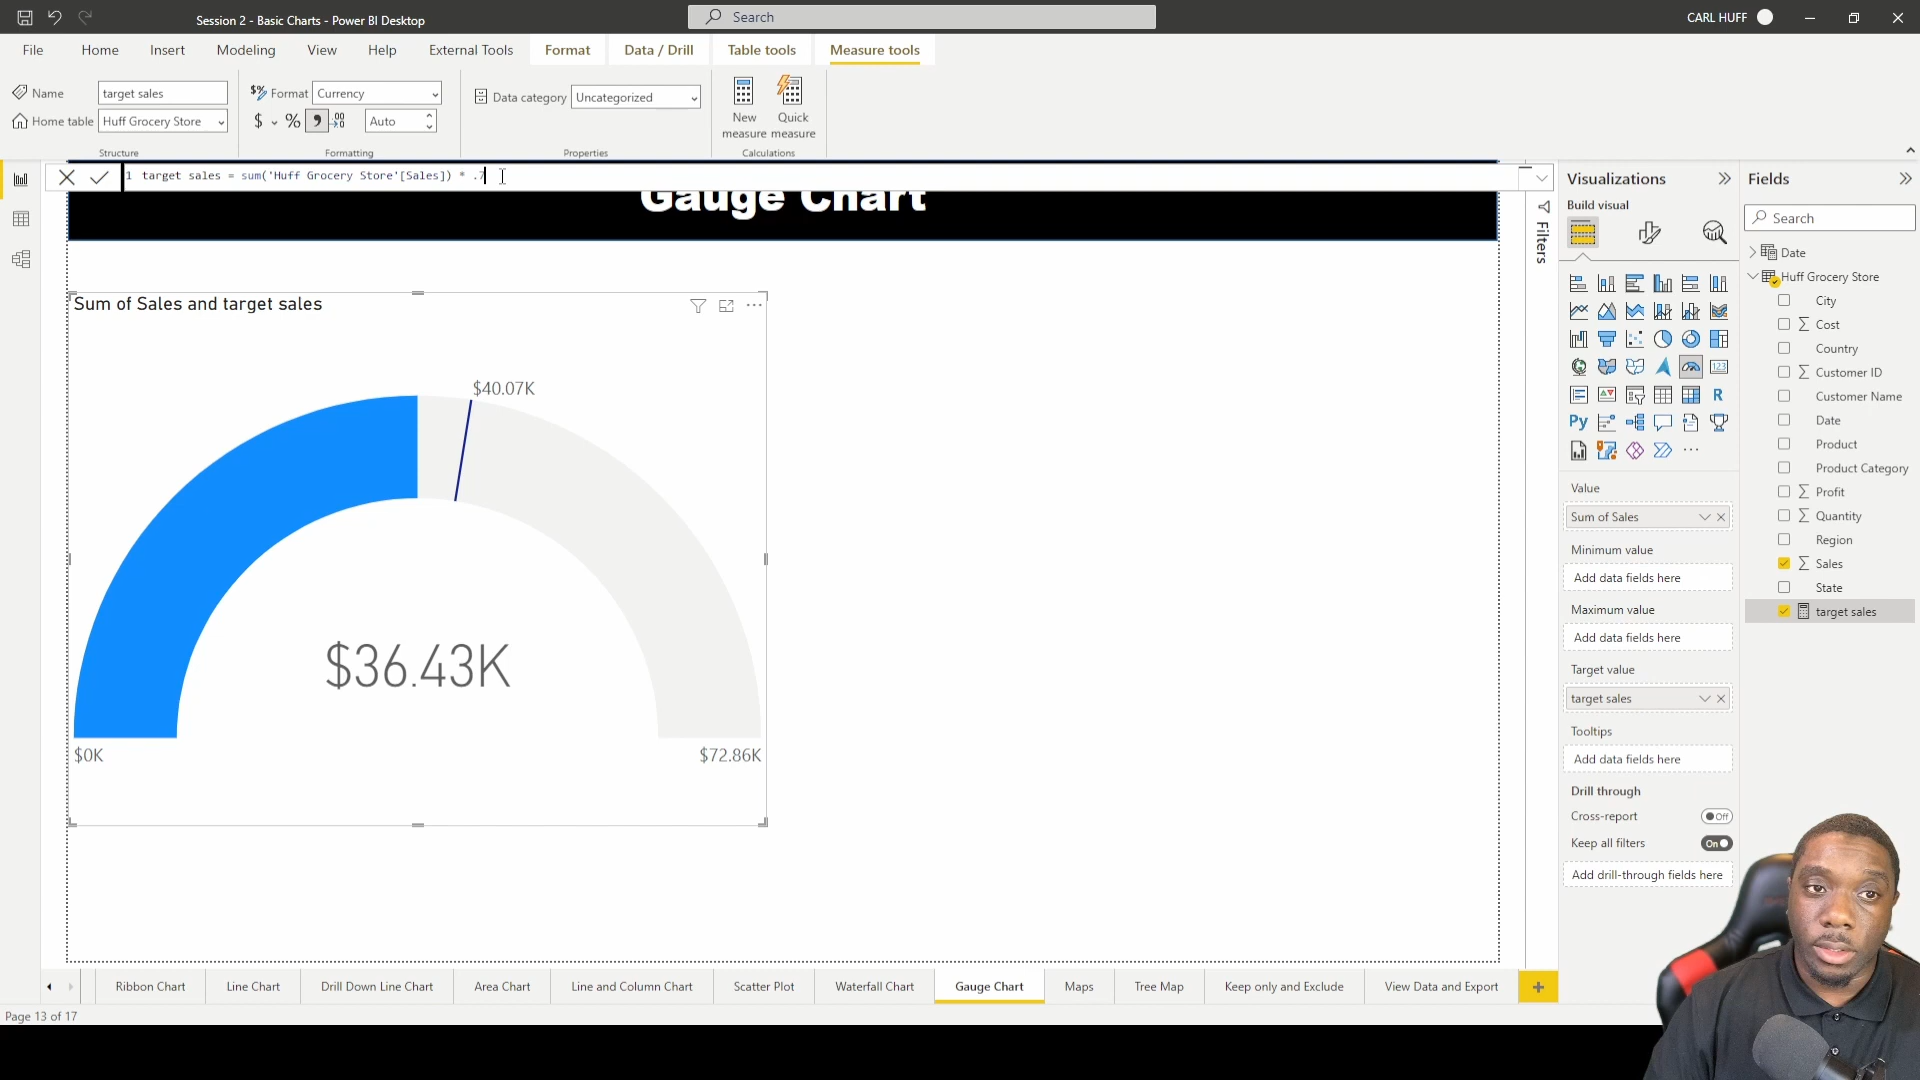 Session 2 - Basic Charts - Power BI Desktop
Search
CARL HUFF
File
Home
Insert
Modeling
View
Help
External Tools
Format
Data / Drill
Table tools
Measure tools
Name
target sales
Home table
Huff Grocery Store
Structure
Format
Currency
$
%
Auto
Formatting
Data category
Uncategorized
Properties
New measure
Quick measure
Calculations
1 target sales = sum('Huff Grocery Store'[Sales]) * .7
Gauge Chart
Sum of Sales and target sales
$40.07K
$36.43K
$0K
$72.86K
Filters
Visualizations
Build visual
123
R
Py
Value
Sum of Sales
Minimum value
Add data fields here
Maximum value
Add data fields here
Target value
target sales
Tooltips
Add data fields here
Drill through
Cross-report
Off
Keep all filters
On
Add drill-through fields here
Fields
Search
Date
Huff Grocery Store
City
Cost
Country
Customer ID
Customer Name
Date
Product
Product Category
Profit
Quantity
Region
Sales
State
target sales
Ribbon Chart
Line Chart
Drill Down Line Chart
Area Chart
Line and Column Chart
Scatter Plot
Waterfall Chart
Gauge Chart
Maps
Tree Map
Keep only and Exclude
View Data and Export
Page 13 of 17